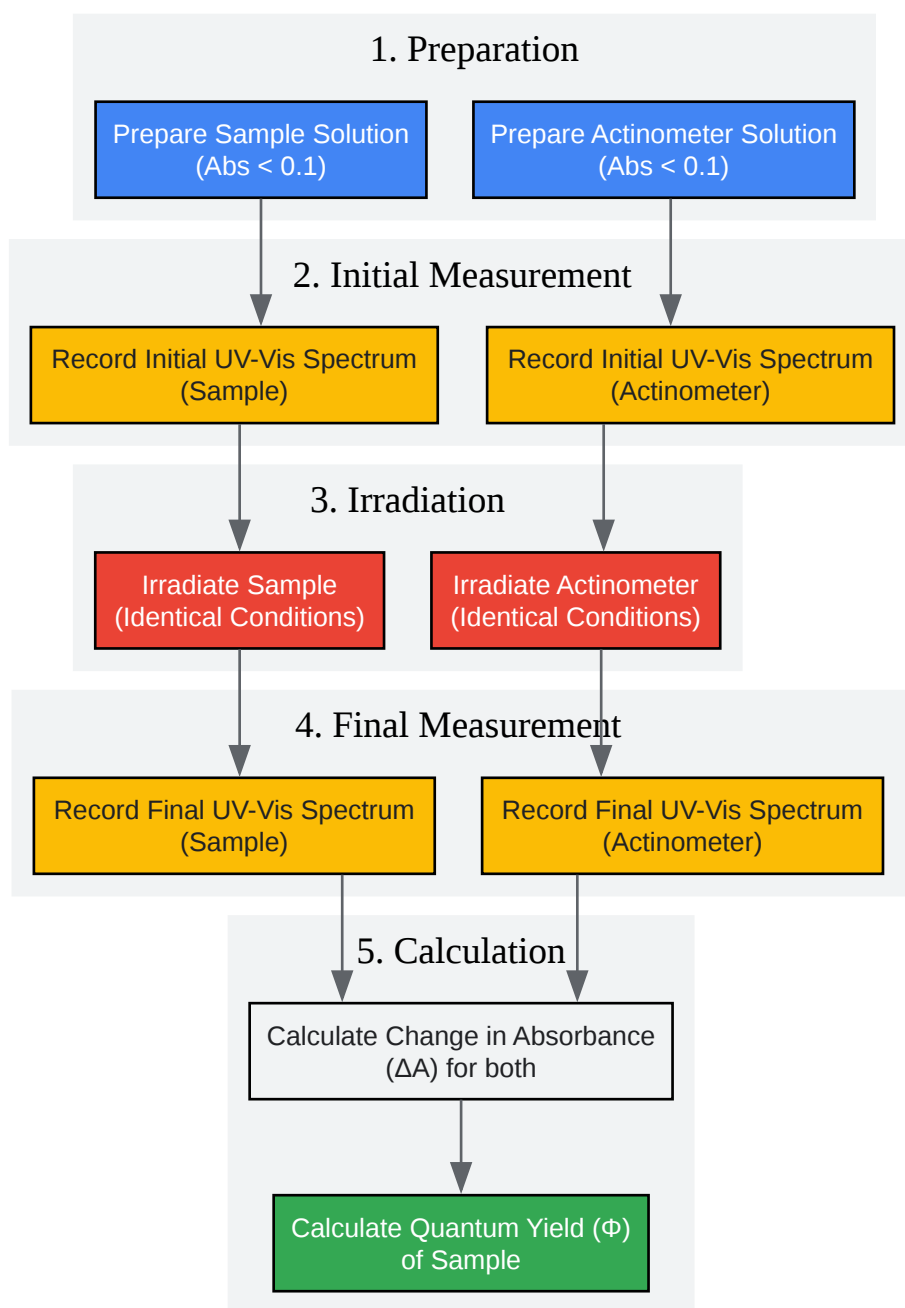 1. Preparation
Prepare Sample Solution
(Abs < 0.1)
Prepare Actinometer Solution
(Abs < 0.1)
2. Initial Measurement
Record Initial UV-Vis Spectrum
(Sample)
Record Initial UV-Vis Spectrum
(Actinometer)
3. Irradiation
Irradiate Sample
(Identical Conditions)
Irradiate Actinometer
(Identical Conditions)
4. Final Measurement
Record Final UV-Vis Spectrum
(Sample)
Record Final UV-Vis Spectrum
(Actinometer)
5. Calculation
Calculate Change in Absorbance
(ΔA) for both
Calculate Quantum Yield (Φ)
of Sample